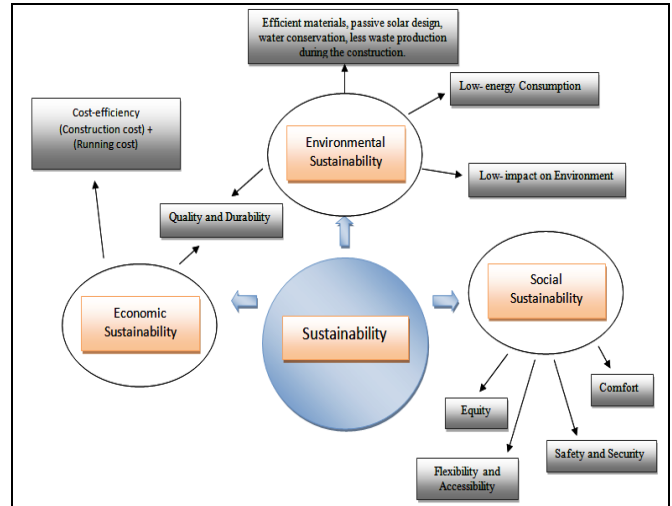 Efficient materials, passive solar design,
water conservation, less waste production
during the construction.
Low- energy Consumption
Cost-efficiency
(Construction cost) +
(Running cost)
Environmental
Sustainability
Low- impact on Environment
Quality and Durability
Economic
Sustainability
Sustainability
Social
Sustainability
Comfort
Equity
Safety and Security
Flexibility and
Accessibility